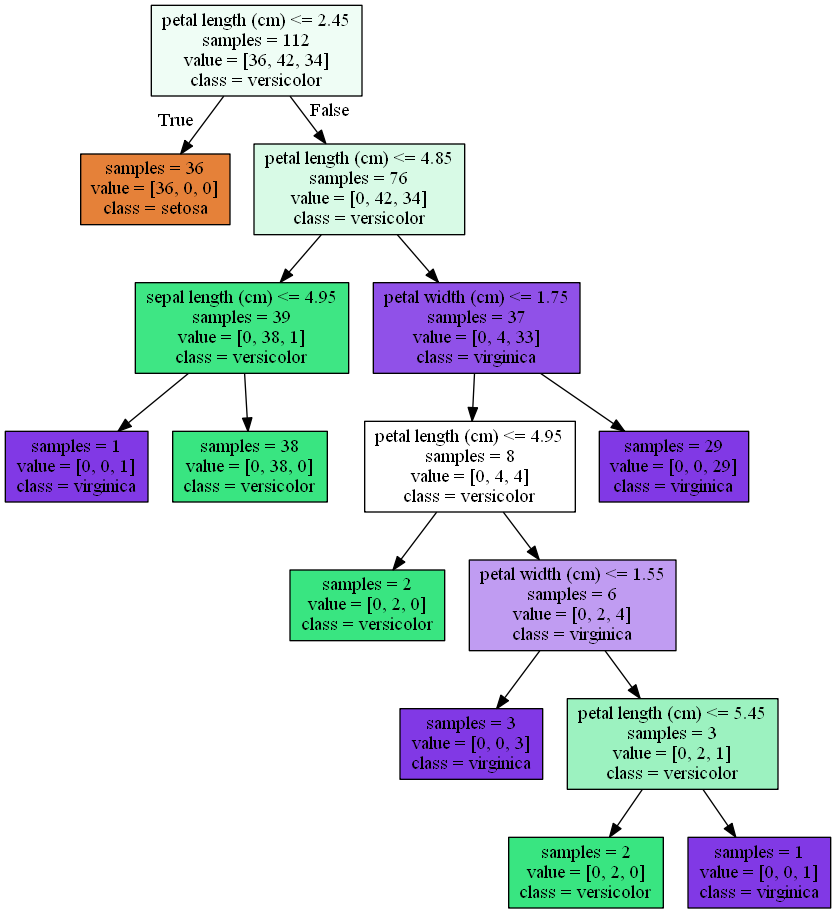 petal length (cm) <= 2.45
samples = 112
value = [36, 42, 34]
class = versicolor
True
False
samples = 36
value = [36, 0, 0]
class = setosa
petal length (cm) <= 4.85
samples = 76
value = [0, 42, 34]
class = versicolor
sepal length (cm) <= 4.95
samples = 39
value = [0, 38, 1]
class = versicolor
petal width (cm) <= 1.75
samples = 37
value = [0, 4, 33]
class = virginica
samples = 1
value = [0, 0, 1]
class = virginica
samples = 38
value = [0, 38, 0]
class = versicolor
petal length (cm) <= 4.95
samples = 8
value = [0, 4, 4]
class = versicolor
samples = 29
value = [0, 0, 29]
class = virginica
samples = 2
value = [0, 2, 0]
class = versicolor
petal width (cm) <= 1.55
samples = 6
value = [0, 2, 4]
class = virginica
samples = 3
value = [0, 0, 3]
class = virginica
petal length (cm) <= 5.45
samples = 3
value = [0, 2, 1]
class = versicolor
samples = 2
value = [0, 2, 0]
class = versicolor
samples = 1
value = [0, 0, 1]
class = virginica